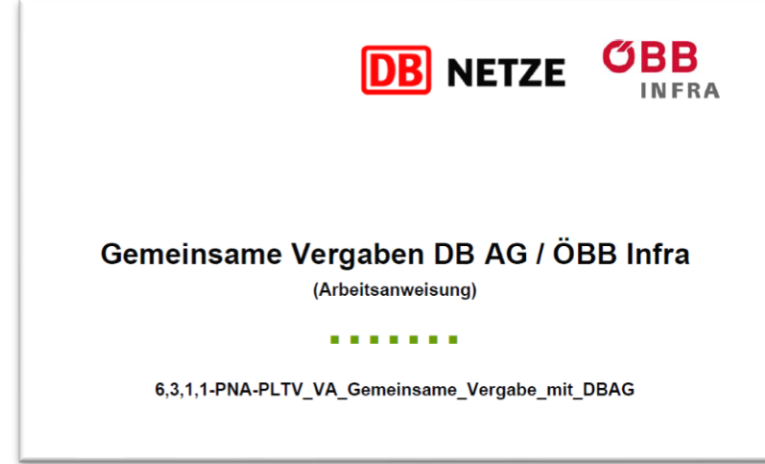 DB NETZE ÖBB
INFRA
Gemeinsame Vergaben DB AG / ÖBB Infra
(Arbeitsanweisung)
6,3,1,1-PNA-PLTV_VA_Gemeinsame_Vergabe_mit_DBAG